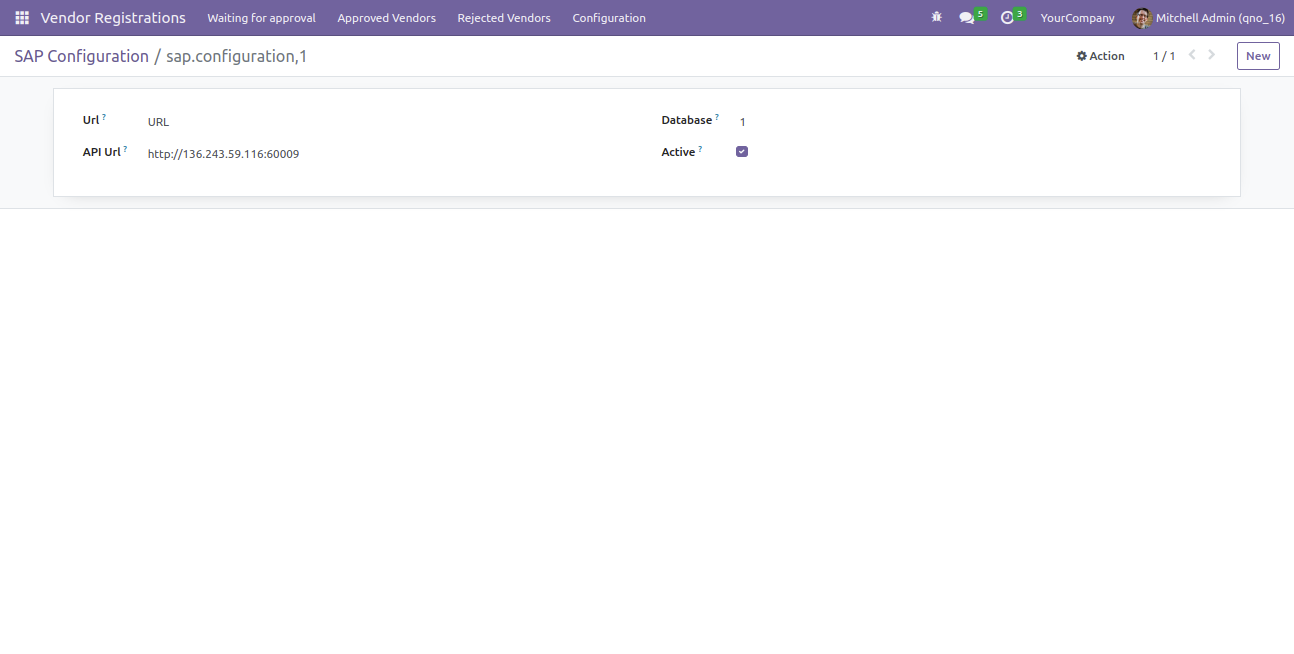 Vendor Registrations Waiting for approval Approved Vendors Rejected Vendors Configuration 5 3 YourCompany Mitchell Admin (qno_16)
SAP Configuration / sap.configuration,1 Action 1 / 1 New
Url ? URL Database ? 1
API Url ? http://136.243.59.116:60009 Active ?